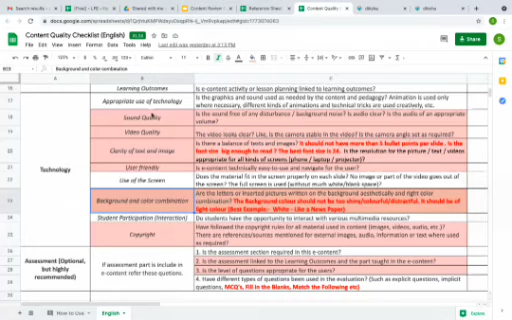 Content Quality Checklist (English)
File Edit View Insert Format Data Tools
Share
Background and color combination
Learning Outcomes
Is e-content activity or lesson planning linked to learning outcomes?
Appropriate use of technology
Is the graphics and sound used as needed by the content and pedagogy? Animation is used only
where necessary, different kinds of animations and technical tricks are used creatively, etc.
Sound Quality
Is the sound free of any disturbance / background noise? Is audio clear? Is the audio of an appropriate
volume?
Video Quality
The video looks clear? Like, is the camera stable in the video? Is the camera angle set as required?
Clarity of text and image
Is there a balance of texts and images? It should not have more than 5 bullet points per slide. Is the
font size big enough to read ? The best font size is 24. Is the resolution for the picture / text / videos
appropriate for all kinds of screens (phone / laptop / projector)?
Technology
User friendly
Is e-content technically easy-to-use and navigate for the user?
Use of the Screen
Does the material fit in the screen properly on each slide? No image or part of the video goes out of
the screen? The full screen is used (without much white/blank space)?
Background and color combination
Are the letters or inserted pictures written on the background aesthetically and right color
combination? The Background colour should not be too shiny/colourful/distractful. It should be of
light colour (Best Example:- White - Like a News Paper)
Student Participation (Interaction)
Do students have the opportunity to interact with various multimedia resources?
Copyright
Have followed the copyright rules for all material used in content (images, videos, audio, etc.)?
There are references/sources mentioned for external images, audio, information or text where used
as required?
Assessment (Optional,
but highly
recommended)
If assessment part is include in
e-content refer these questions.
1. Is the assessment section required in this e-content?
2. Is the assessment linked to the Learning Outcomes and the part taught in the e-content?
3. Is the level of questions appropriate for the users?
4. Have different types of questions been used in the evaluation? (Such as explicit questions, implicit
questions, MCQ's, Fill in the Blanks, Match the Following etc)
How to Use
English